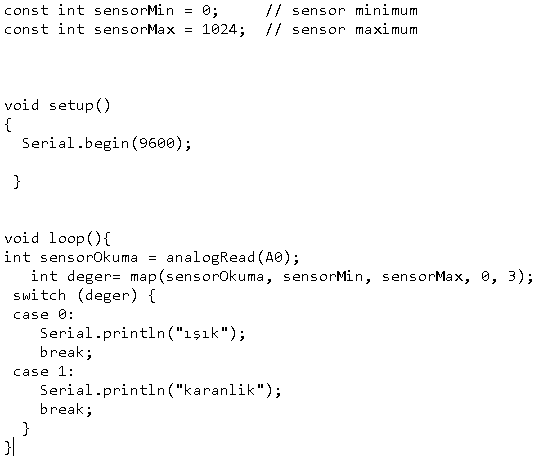 const int sensorMin = 0;      // sensor minimum
const int sensorMax = 1024;  // sensor maximum
void setup()
{
  Serial.begin(9600);
 }
void loop(){
int sensorOkuma = analogRead(A0);
   int deger= map(sensorOkuma, sensorMin, sensorMax, 0, 3);
 switch (deger) {
 case 0:
    Serial.println("ışık");
    break;
 case 1:
    Serial.println("karanlik");
    break;
  }
}